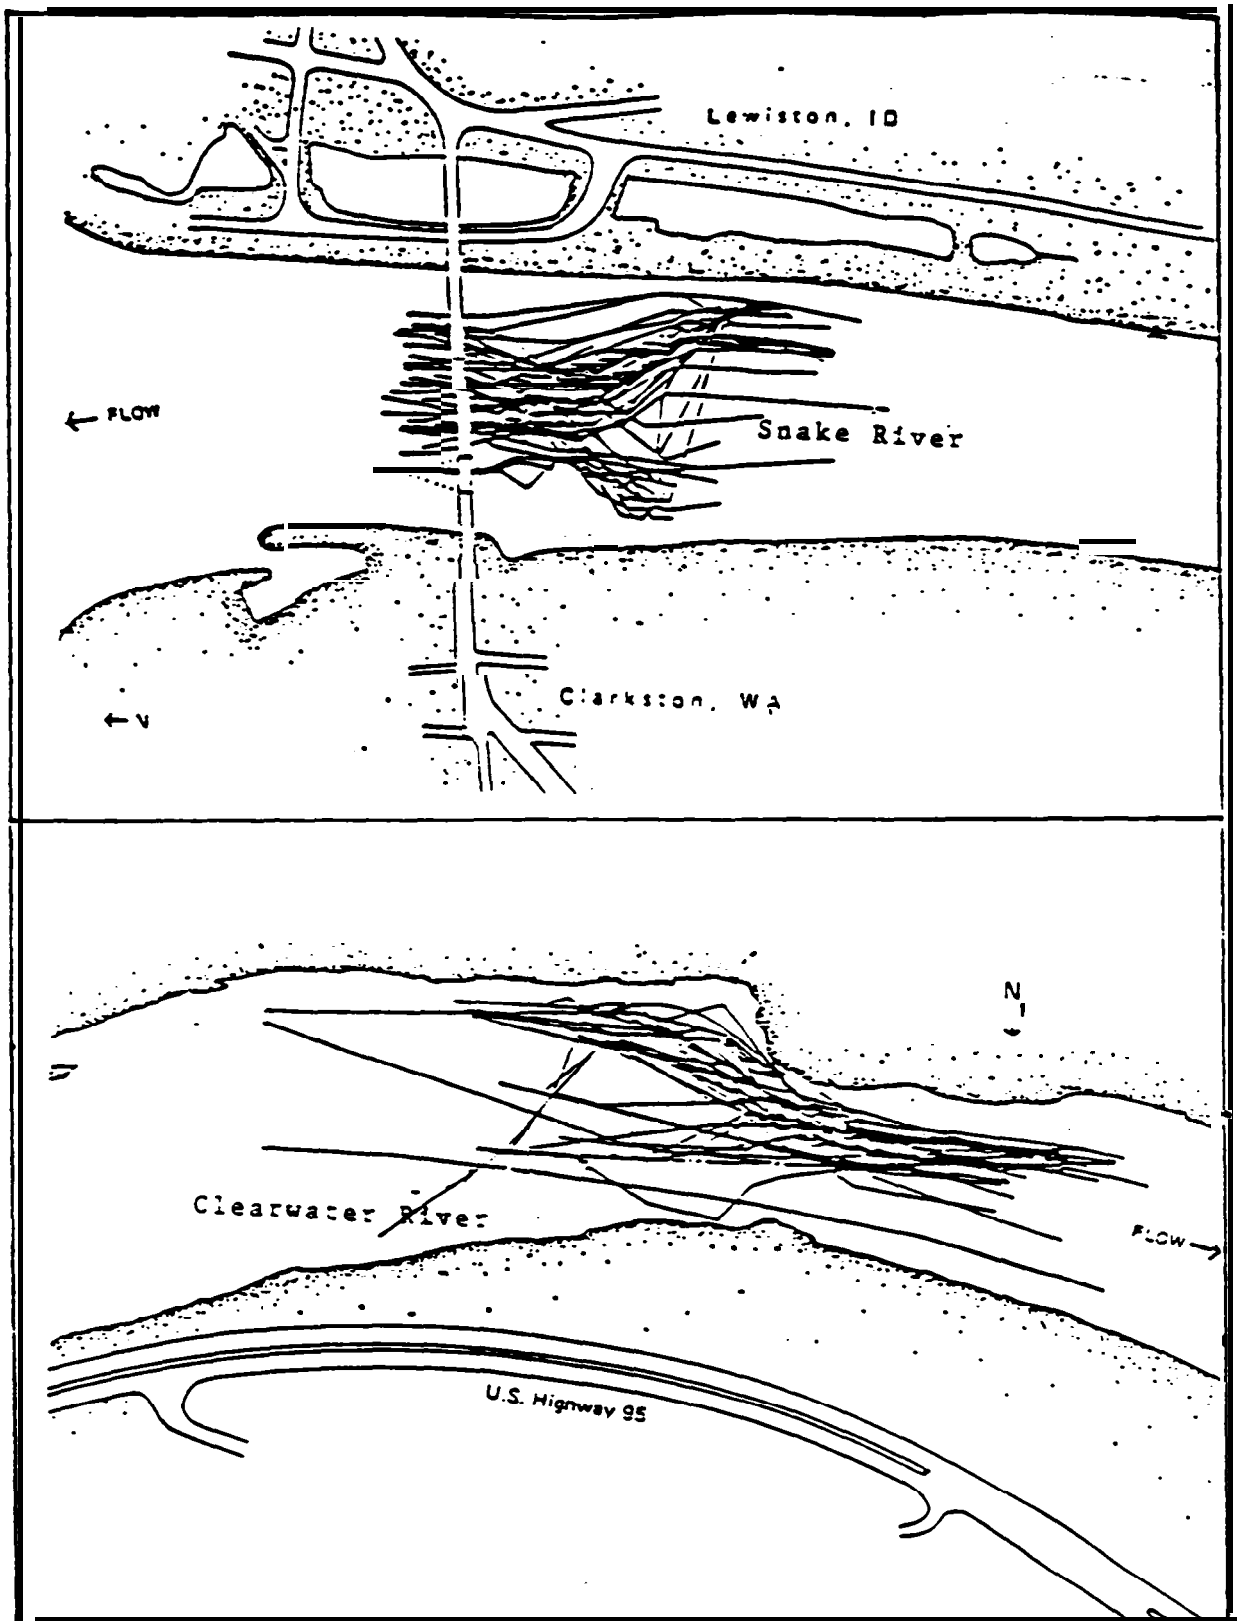 Lewiston, ID
← FLOW
Snake River
Clarkston, WA
N
Clearwater River
FLOW →
U.S. Highway 95